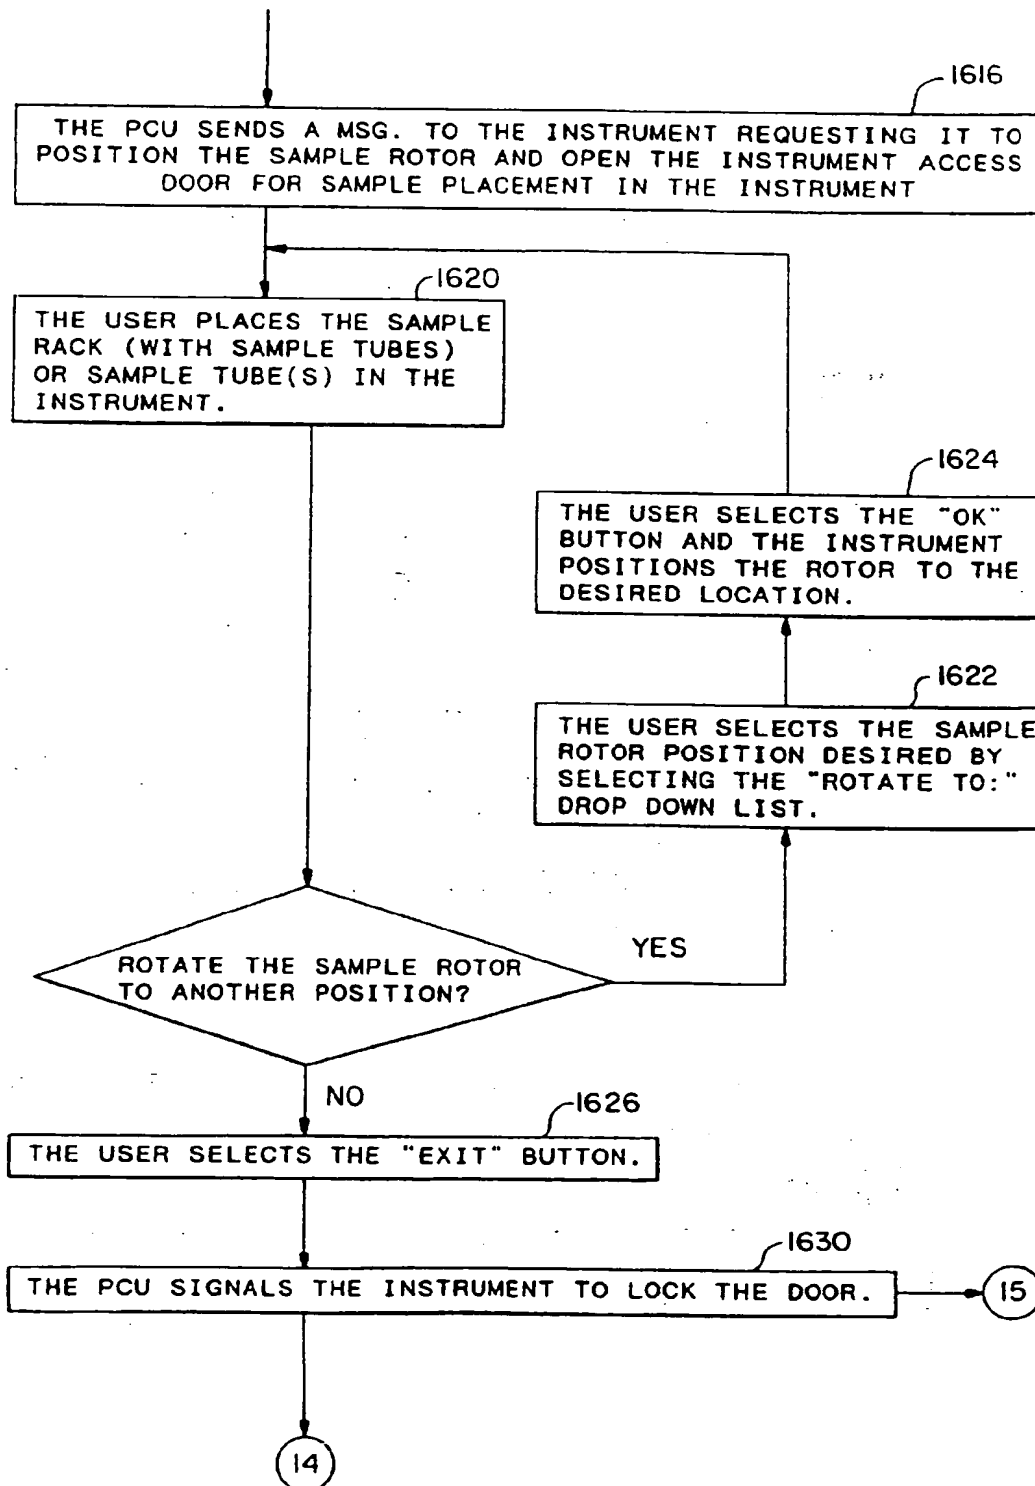 1616
THE PCU SENDS A MSG. TO THE INSTRUMENT REQUESTING IT TO
POSITION THE SAMPLE ROTOR AND OPEN THE INSTRUMENT ACCESS
DOOR FOR SAMPLE PLACEMENT IN THE INSTRUMENT
1620
THE USER PLACES THE SAMPLE
RACK (WITH SAMPLE TUBES)
OR SAMPLE TUBE(S) IN THE
INSTRUMENT.
1624
THE USER SELECTS THE "OK"
BUTTON AND THE INSTRUMENT
POSITIONS THE ROTOR TO THE
DESIRED LOCATION.
1622
THE USER SELECTS THE SAMPLE
ROTOR POSITION DESIRED BY
SELECTING THE "ROTATE TO:"
DROP DOWN LIST.
ROTATE THE SAMPLE ROTOR
TO ANOTHER POSITION?
YES
NO
1626
THE USER SELECTS THE "EXIT" BUTTON.
1630
THE PCU SIGNALS THE INSTRUMENT TO LOCK THE DOOR.
15
14